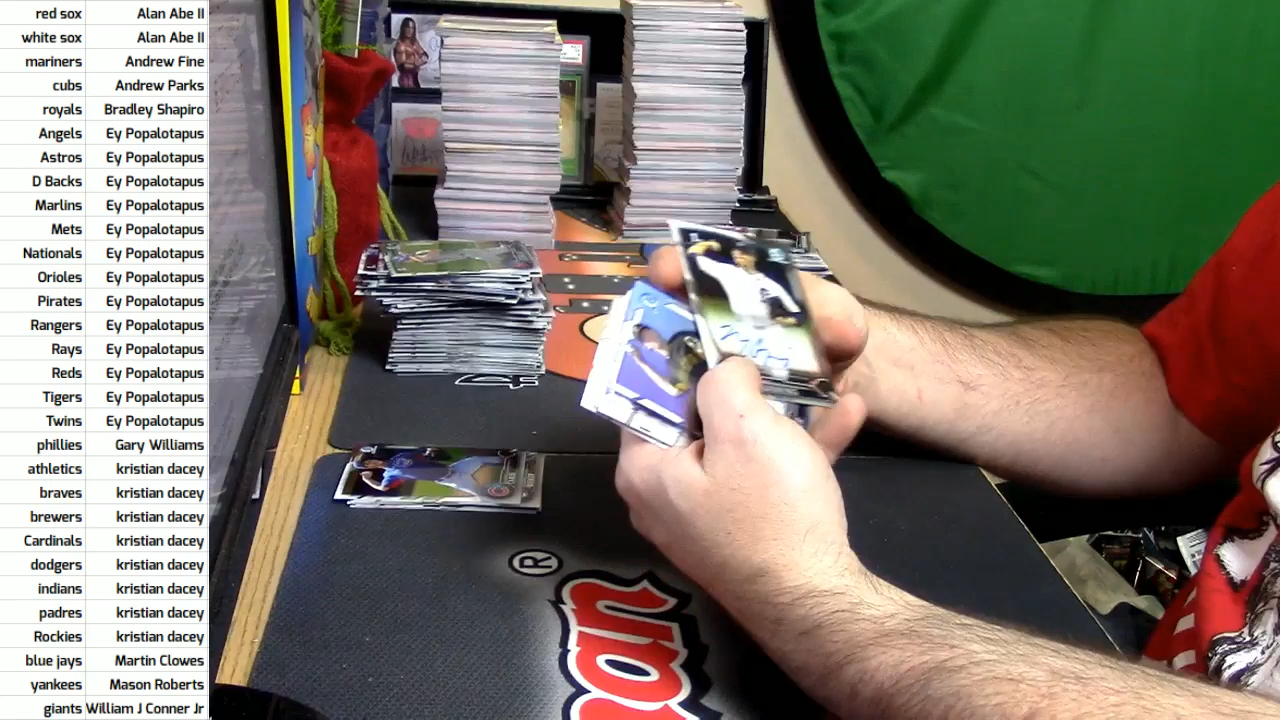 red sox Alan Abe II
white sox Alan Abe II
mariners Andrew Fine
cubs Andrew Parks
royals Bradley Shapiro
Angels Ey Popalotapus
Astros Ey Popalotapus
D Backs Ey Popalotapus
Marlins Ey Popalotapus
Mets Ey Popalotapus
Nationals Ey Popalotapus
Orioles Ey Popalotapus
Pirates Ey Popalotapus
Rangers Ey Popalotapus
Rays Ey Popalotapus
Reds Ey Popalotapus
Tigers Ey Popalotapus
Twins Ey Popalotapus
phillies Gary Williams
athletics kristian dacey
braves kristian dacey
brewers kristian dacey
Cardinals kristian dacey
dodgers kristian dacey
indians kristian dacey
padres kristian dacey
Rockies kristian dacey
blue jays Martin Clowes
yankees Mason Roberts
giants William J Conner Jr
®